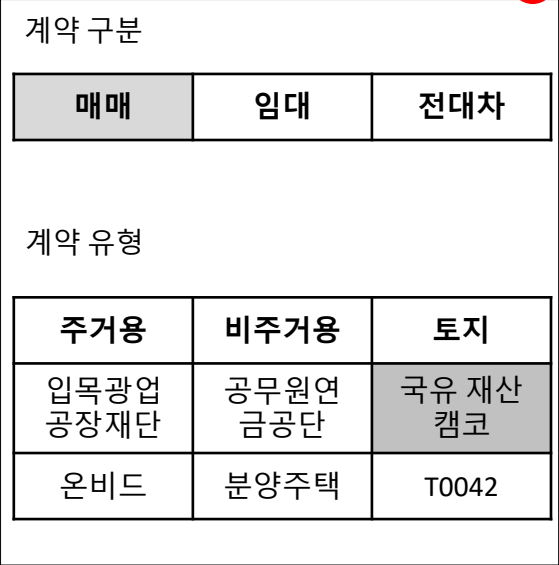 계약 구분
매매 임대 전대차
계약 유형
주거용 비주거용 토지
입목광업 공무원연 국유 재산
공장재단 금공단 캠코
온비드 분양주택 T0042